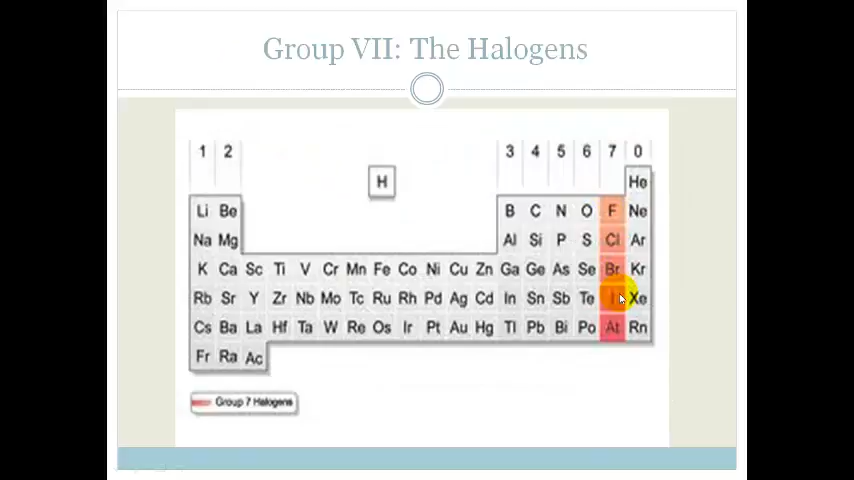 Group VII: The Halogens
1 2 3 4 5 6 7 0
H He
Li Be B C N O F Ne
Na Mg Al Si P S Cl Ar
K Ca Sc Ti V Cr Mn Fe Co Ni Cu Zn Ga Ge As Se Br Kr
Rb Sr Y Zr Nb Mo Tc Ru Rh Pd Ag Cd In Sn Sb Te I Xe
Cs Ba La Hf Ta W Re Os Ir Pt Au Hg Tl Pb Bi Po At Rn
Fr Ra Ac
Group 7 Halogens